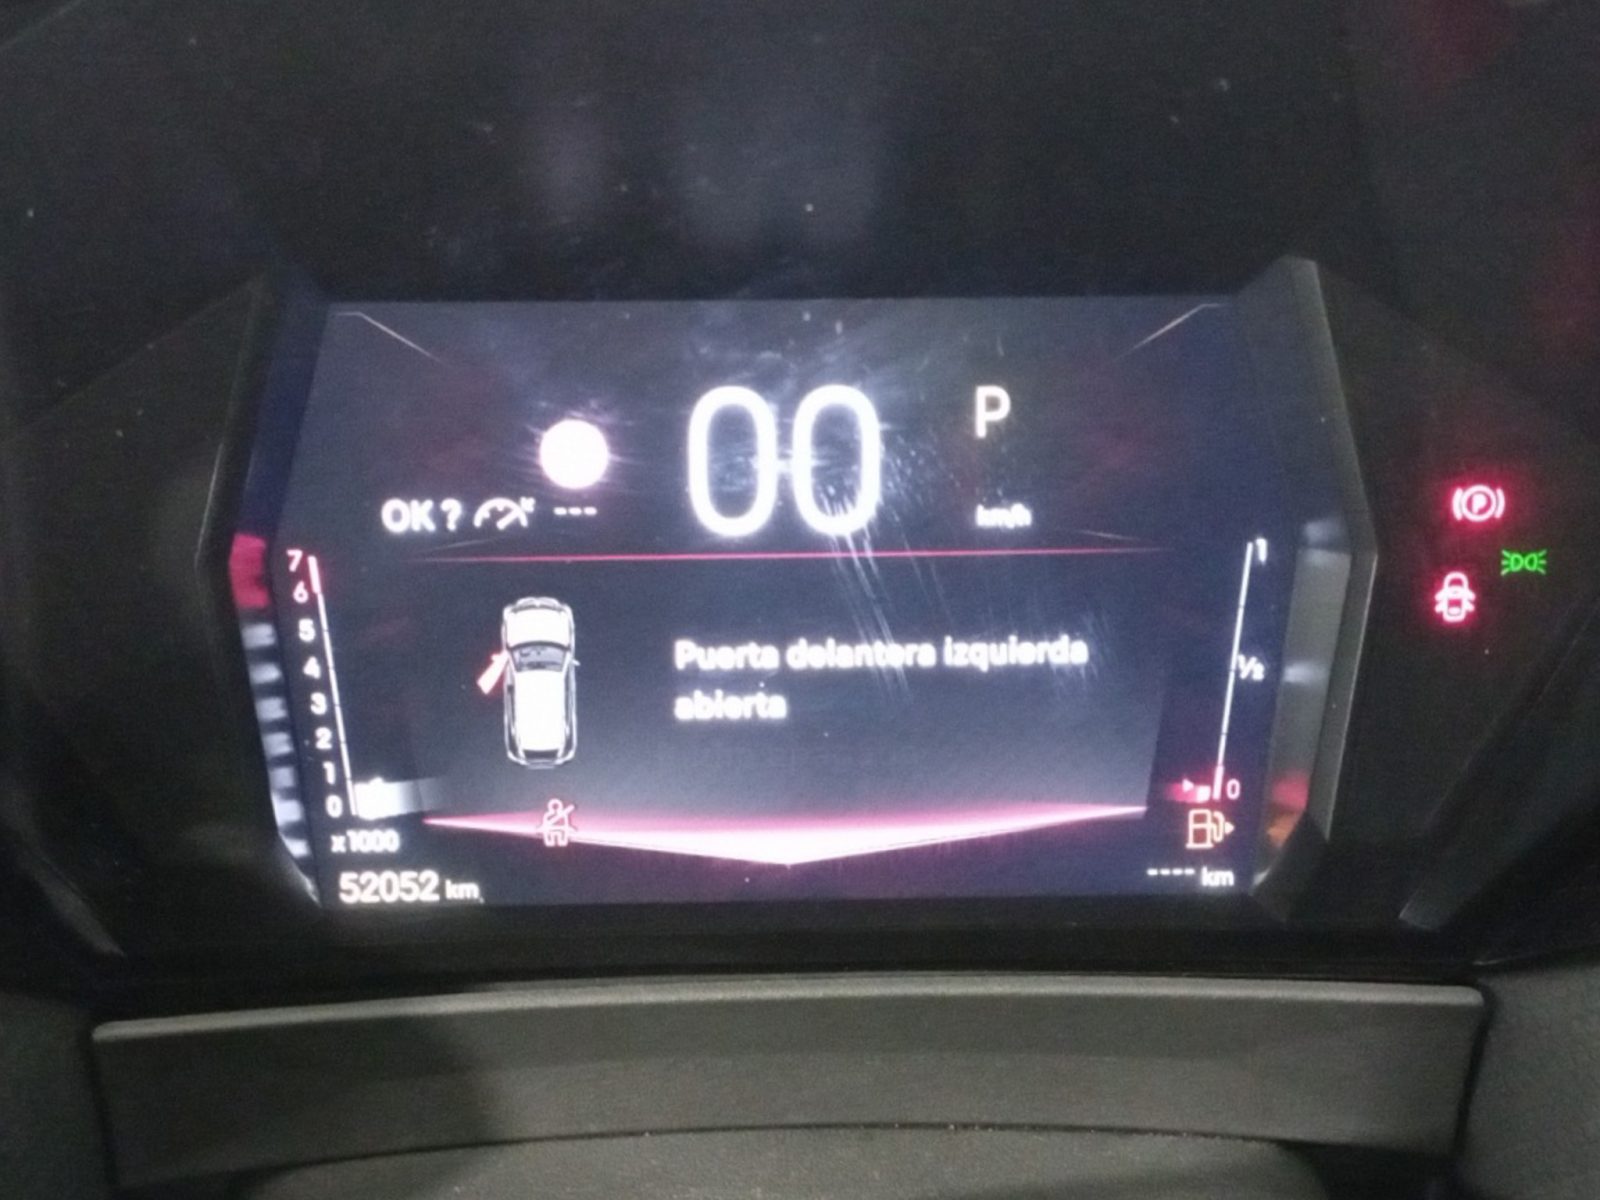 00
P
km/h
OK ?
---
7
6
5
4
3
2
1
0
x1000
Puerta delantera izquierda
abierta
1
1/2
0
52052 km
---- km
P